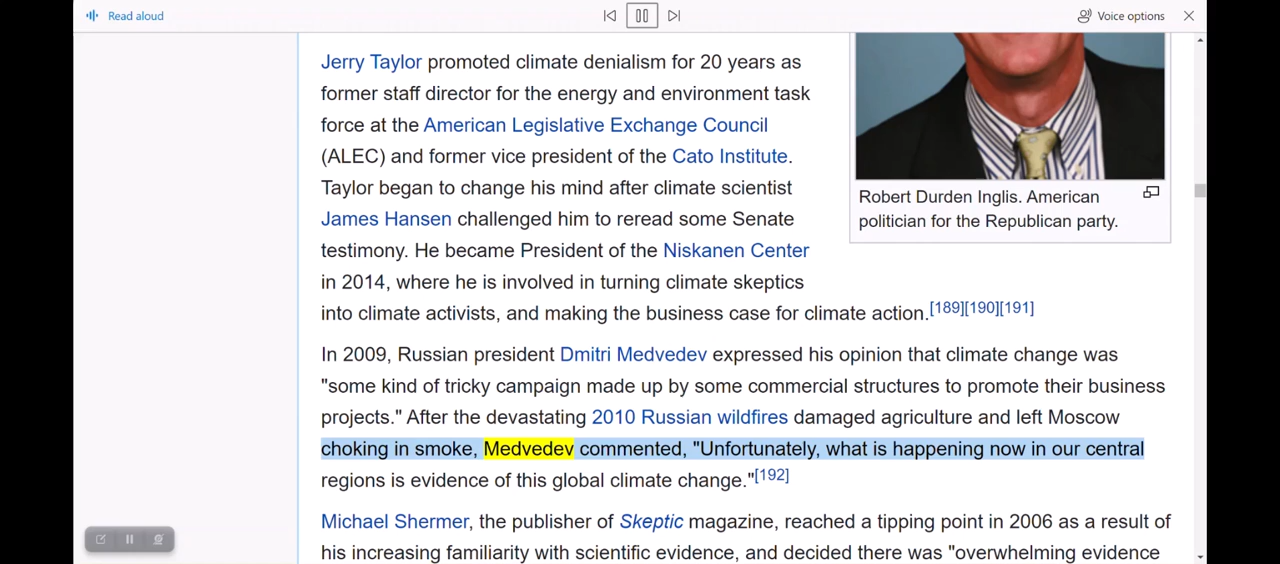 Read aloud
Voice options
Jerry Taylor promoted climate denialism for 20 years as
former staff director for the energy and environment task
force at the American Legislative Exchange Council
(ALEC) and former vice president of the Cato Institute.
Taylor began to change his mind after climate scientist
James Hansen challenged him to reread some Senate
testimony. He became President of the Niskanen Center
in 2014, where he is involved in turning climate skeptics
into climate activists, and making the business case for climate action.[189][190][191]
Robert Durden Inglis. American
politician for the Republican party.
In 2009, Russian president Dmitri Medvedev expressed his opinion that climate change was
"some kind of tricky campaign made up by some commercial structures to promote their business
projects." After the devastating 2010 Russian wildfires damaged agriculture and left Moscow
choking in smoke, Medvedev commented, "Unfortunately, what is happening now in our central
regions is evidence of this global climate change."[192]
Michael Shermer, the publisher of Skeptic magazine, reached a tipping point in 2006 as a result of
his increasing familiarity with scientific evidence, and decided there was "overwhelming evidence